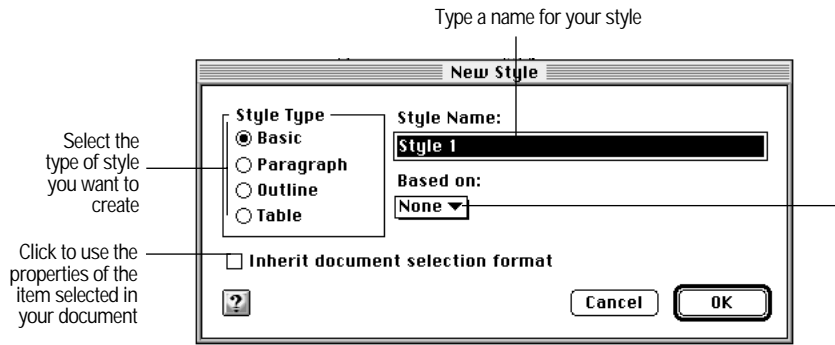 Type a name for your style
New Style
Style Type
Basic
Paragraph
Outline
Table
Style Name:
Style 1
Based on:
None
Select the
type of style
you want to
create
Click to use the
properties of the
item selected in
your document
Inherit document selection format
?
Cancel
OK